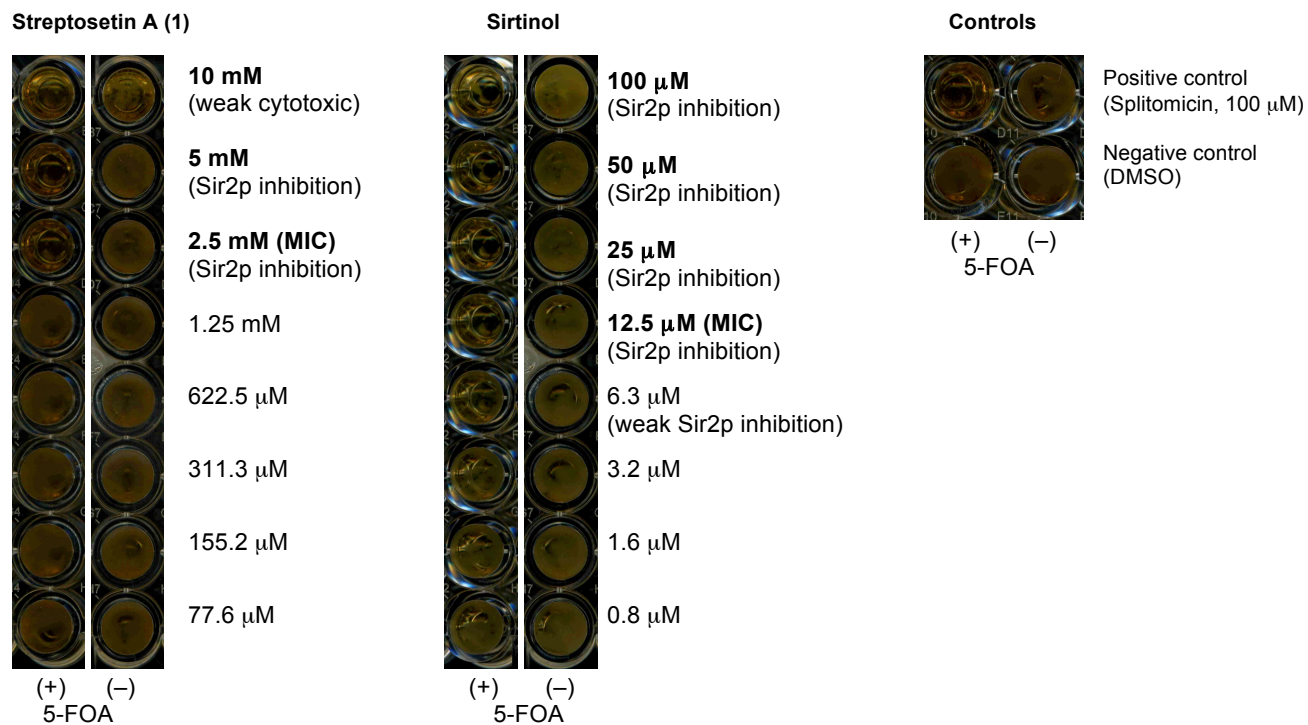 Streptosetin A (1)
10 mM
(weak cytotoxic)
5 mM
(Sir2p inhibition)
2.5 mM (MIC)
(Sir2p inhibition)
1.25 mM
622.5 μM
311.3 μM
155.2 μM
77.6 μM
(+) (–)
5-FOA
Sirtinol
100 μM
(Sir2p inhibition)
50 μM
(Sir2p inhibition)
25 μM
(Sir2p inhibition)
12.5 μM (MIC)
(Sir2p inhibition)
6.3 μM
(weak Sir2p inhibition)
3.2 μM
1.6 μM
0.8 μM
(+) (–)
5-FOA
Controls
Positive control
(Splitomicin, 100 μM)
Negative control
(DMSO)
D11
E11
(+) (–)
5-FOA